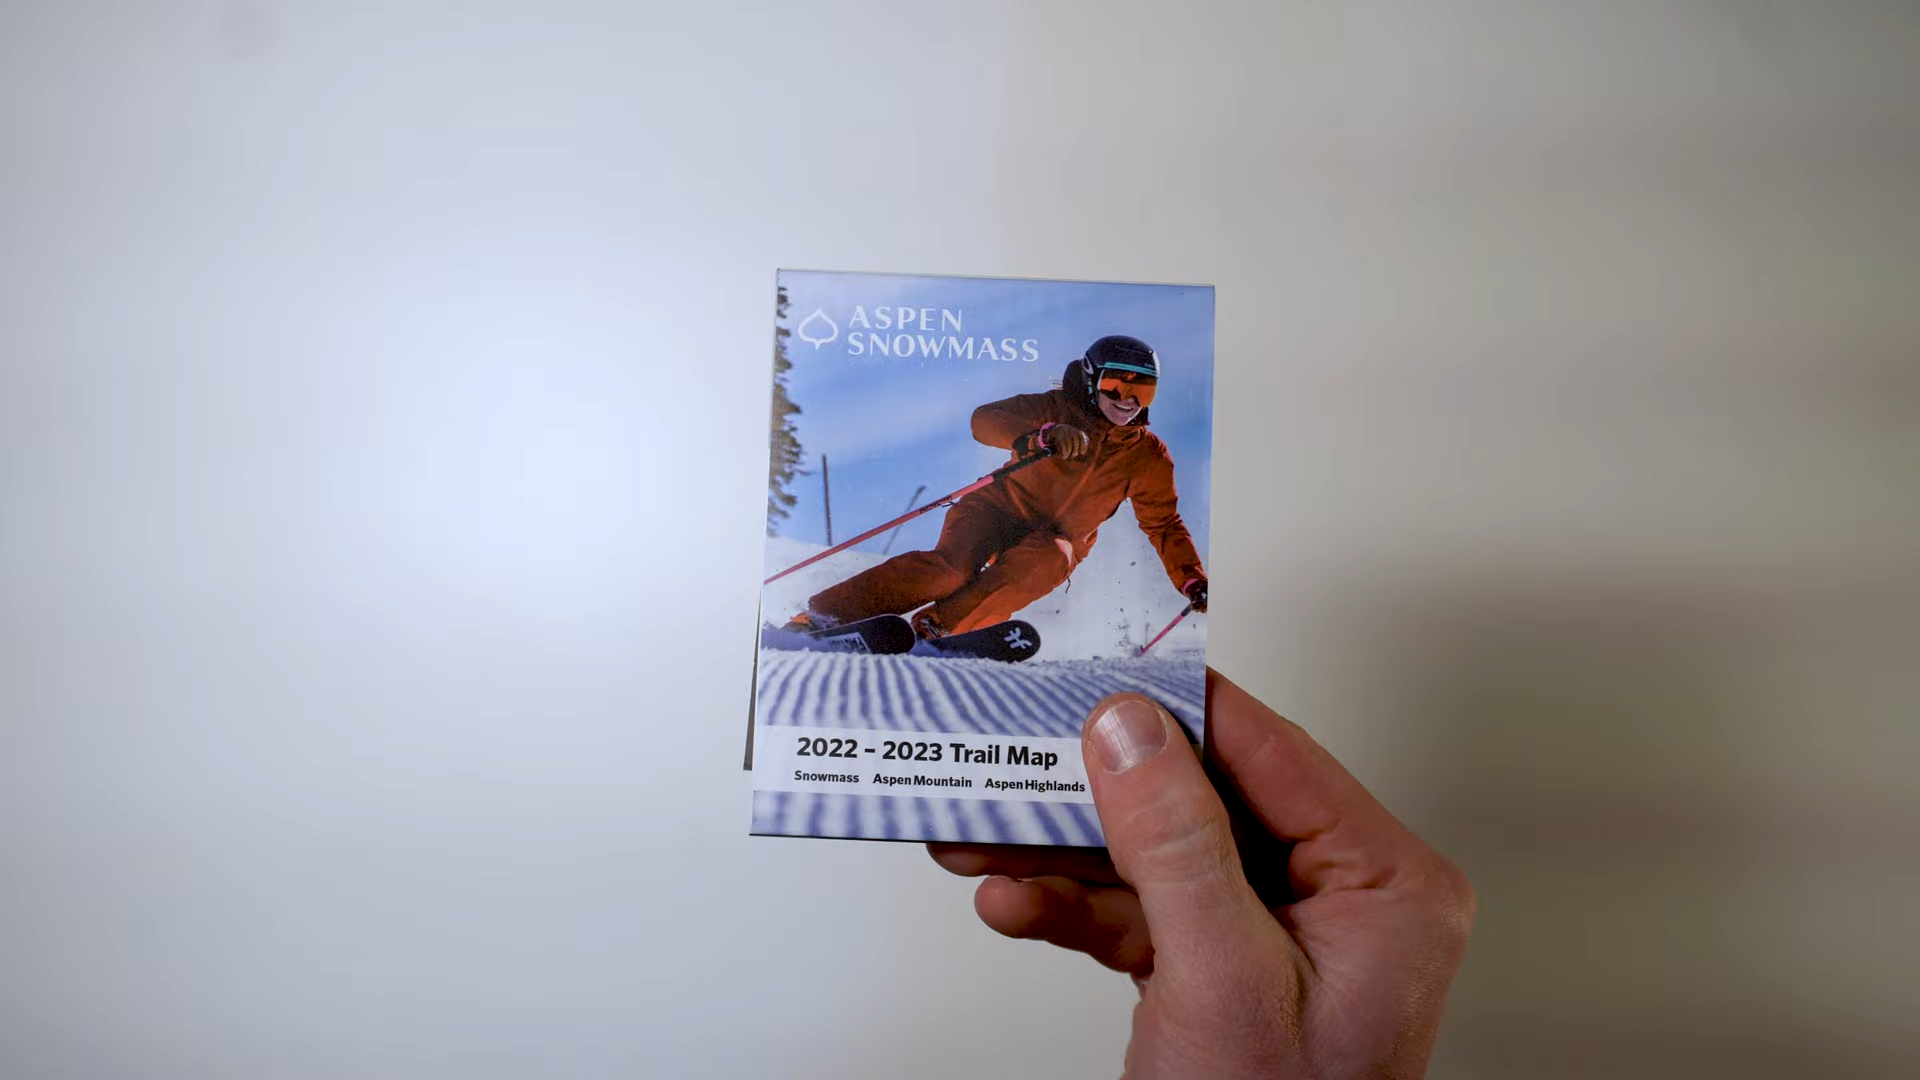 ASPEN
SNOWMASS
2022 – 2023 Trail Map
Snowmass Aspen Mountain Aspen Highlands